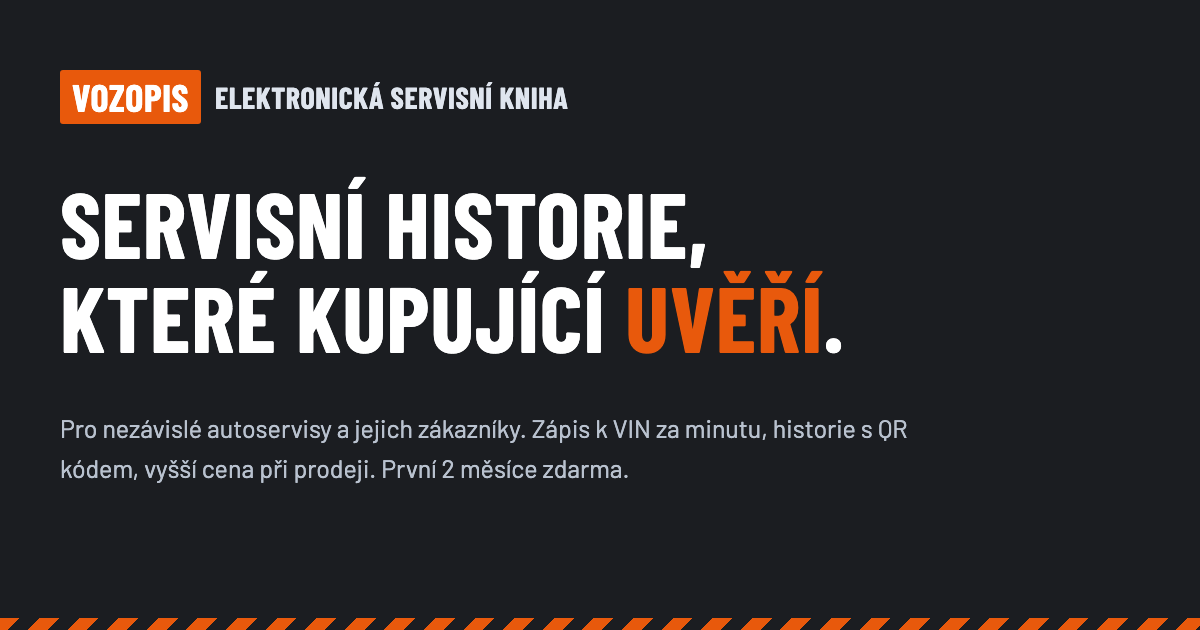 VOZOPIS ELEKTRONICKÁ SERVISNÍ KNIHA
SERVISNÍ HISTORIE,
KTERÉ KUPUJÍCÍ UVĚŘÍ.
Pro nezávislé autoservisy a jejich zákazníky. Zápis k VIN za minutu, historie s QR
kódem, vyšší cena při prodeji. První 2 měsíce zdarma.